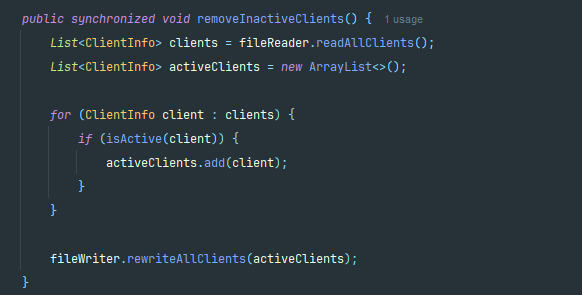 public synchronized void removeInactiveClients() { 1 usage
List<ClientInfo> clients = fileReader.readAllClients();
List<ClientInfo> activeClients = new ArrayList<>();
for (ClientInfo client : clients) {
if (isActive(client)) {
activeClients.add(client);
}
}
fileWriter.rewriteAllClients(activeClients);
}